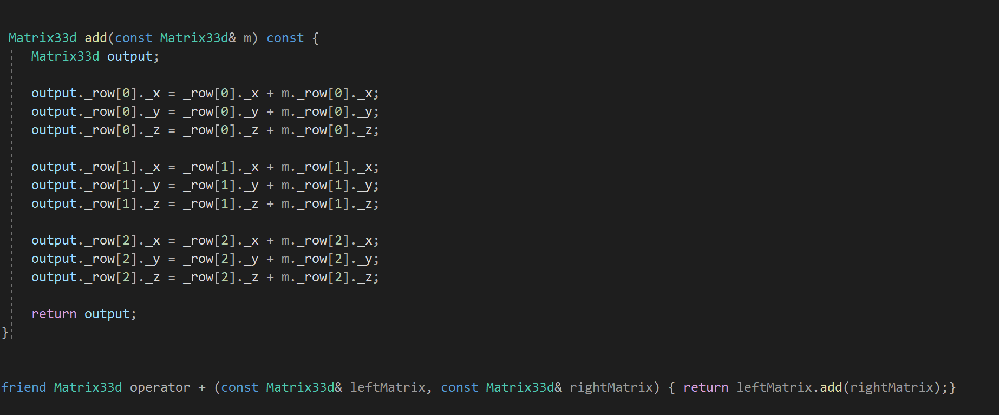 Matrix33d add(const Matrix33d& m) const {
Matrix33d output;
output._row[0]._x = _row[0]._x + m._row[0]._x;
output._row[0]._y = _row[0]._y + m._row[0]._y;
output._row[0]._z = _row[0]._z + m._row[0]._z;
output._row[1]._x = _row[1]._x + m._row[1]._x;
output._row[1]._y = _row[1]._y + m._row[1]._y;
output._row[1]._z = _row[1]._z + m._row[1]._z;
output._row[2]._x = _row[2]._x + m._row[2]._x;
output._row[2]._y = _row[2]._y + m._row[2]._y;
output._row[2]._z = _row[2]._z + m._row[2]._z;
return output;
}
friend Matrix33d operator + (const Matrix33d& leftMatrix, const Matrix33d& rightMatrix) { return leftMatrix.add(rightMatrix);}